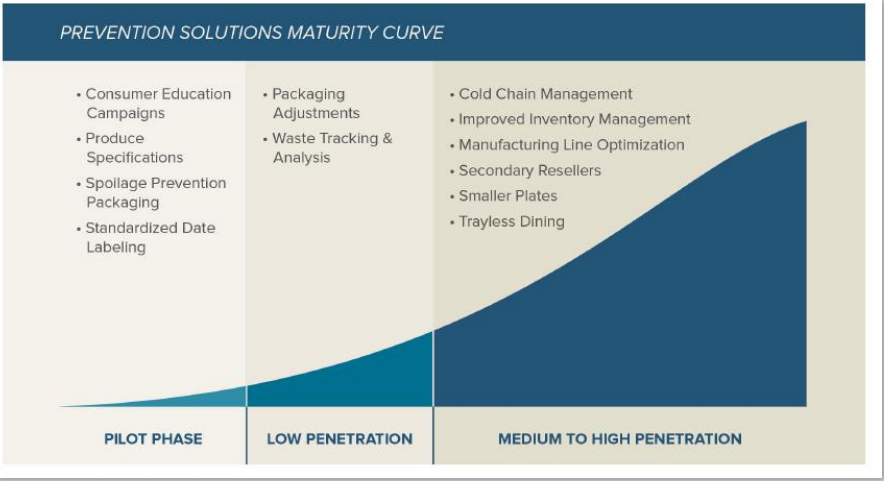 PREVENTION SOLUTIONS MATURITY CURVE
• Consumer Education
Campaigns
• Produce
Specifications
• Spoilage Prevention
Packaging
• Standardized Date
Labeling
• Packaging
Adjustments
• Waste Tracking &
Analysis
• Cold Chain Management
• Improved Inventory Management
• Manufacturing Line Optimization
• Secondary Resellers
• Smaller Plates
• Trayless Dining
PILOT PHASE
LOW PENETRATION
MEDIUM TO HIGH PENETRATION